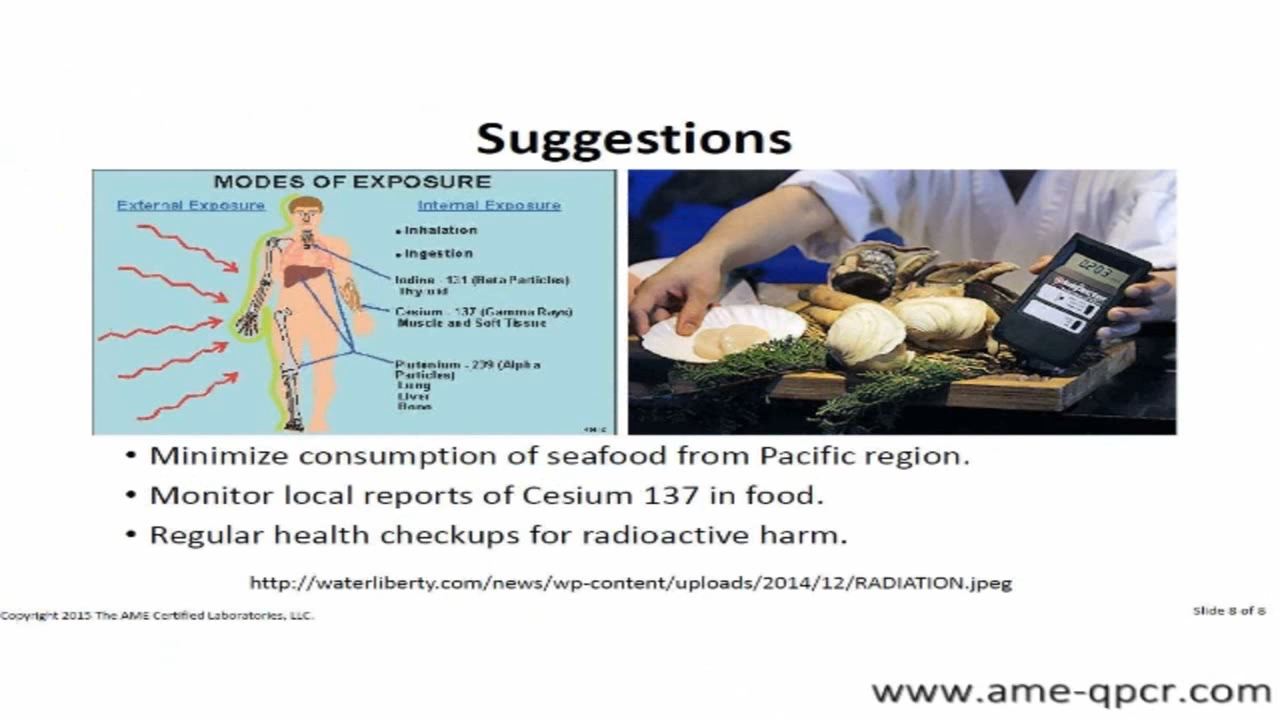 Suggestions
MODES OF EXPOSURE
External Exposure
Internal Exposure
• Inhalation
• Ingestion
Iodine - 131 (Beta Particles)
Thyroid
Cesium - 137 (Gamma Rays)
Muscle and Soft Tissue
Plutonium - 239 (Alpha
Particles)
Lung
Liver
Bone
0.203
• Minimize consumption of seafood from Pacific region.
• Monitor local reports of Cesium 137 in food.
• Regular health checkups for radioactive harm.
http://waterliberty.com/news/wp-content/uploads/2014/12/RADIATION.jpeg
Copyright 2015 The AME Certified Laboratories, LLC.
Slide 8 of 8
www.ame-qpcr.com